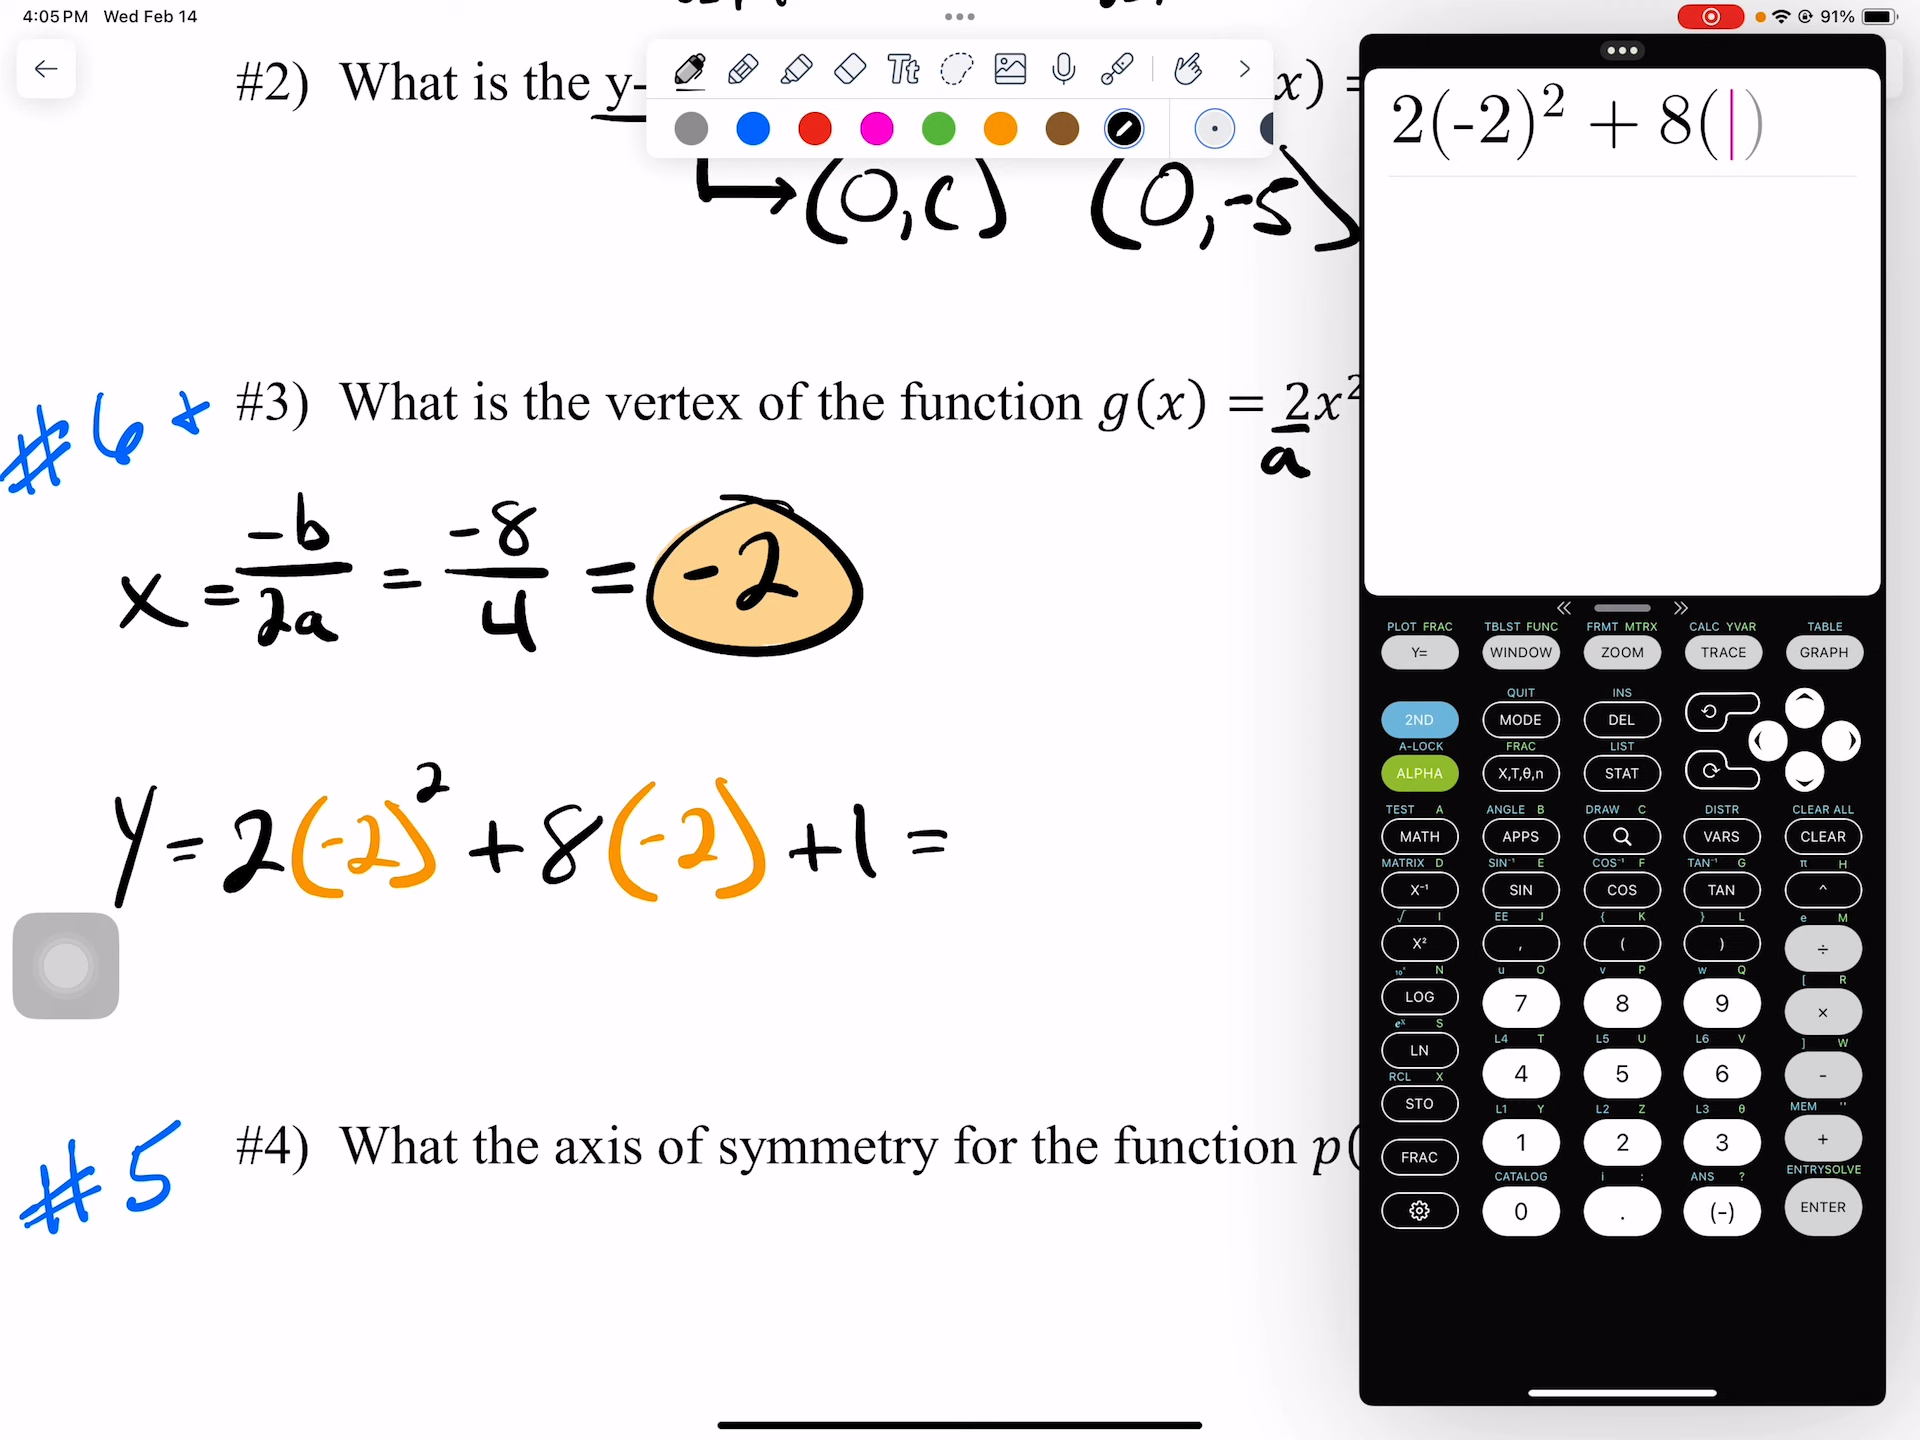 4:05 PM Wed Feb 14
91%
#2) What is the y-
x) =
(0,c) (0,-5)
#6 +
#3) What is the vertex of the function g(x) = 2x²
a
x = -b/2a = -8/4 = -2
y = 2(-2)² + 8(-2) + 1 =
#5
#4) What the axis of symmetry for the function p(
Tt
2(-2)² + 8( )
PLOT FRAC TBLST FUNC FRMT MTRX CALC YVAR TABLE
Y= WINDOW ZOOM TRACE GRAPH
QUIT INS
2ND MODE DEL
A-LOCK FRAC LIST
ALPHA X,T,θ,n STAT
TEST A ANGLE B DRAW C DISTR CLEAR ALL
MATH APPS VARS CLEAR
MATRIX D SIN⁻¹ E COS⁻¹ F TAN⁻¹ G π H
X⁻¹ SIN COS TAN ^
√ I EE J { K } L e M
X² , ( ) ÷
10ˣ N u O v P w Q [ R
LOG 7 8 9 ×
eˣ S L4 T L5 U L6 V ] W
LN 4 5 6 -
RCL X L1 Y L2 Z L3 θ MEM "
STO 1 2 3 +
FRAC CATALOG i : ANS ? ENTRY SOLVE
0 . (-) ENTER